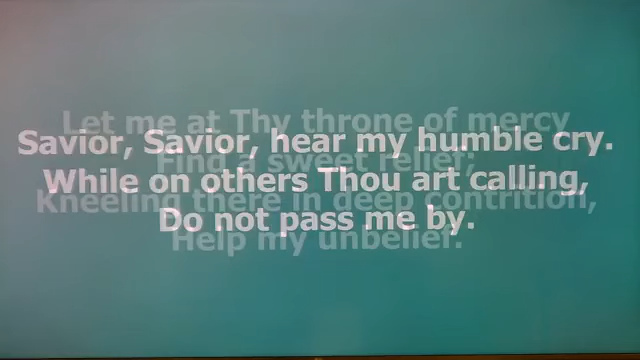 Let me at Thy throne of mercy
Savior, Savior, hear my humble cry.
Find a sweet relief;
While on others Thou art calling,
Kneeling there in deep contrition,
Do not pass me by.
Help my unbelief.